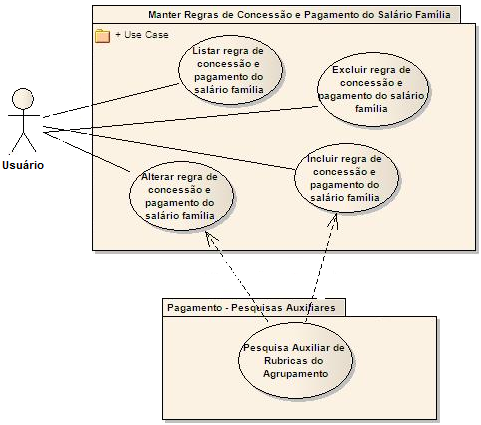 Manter Regras de Concessão e Pagamento do Salário Família
+ Use Case
Listar regra de
concessão e
pagamento do
salário família
Excluir regra de
concessão e
pagamento do salário
família
Usuário
Alterar regra de
concessão e
pagamento do
salário família
Incluir regra de
concessão e
pagamento do
salário família
Pagamento - Pesquisas Auxiliares
Pesquisa Auxiliar de
Rubricas do
Agrupamento